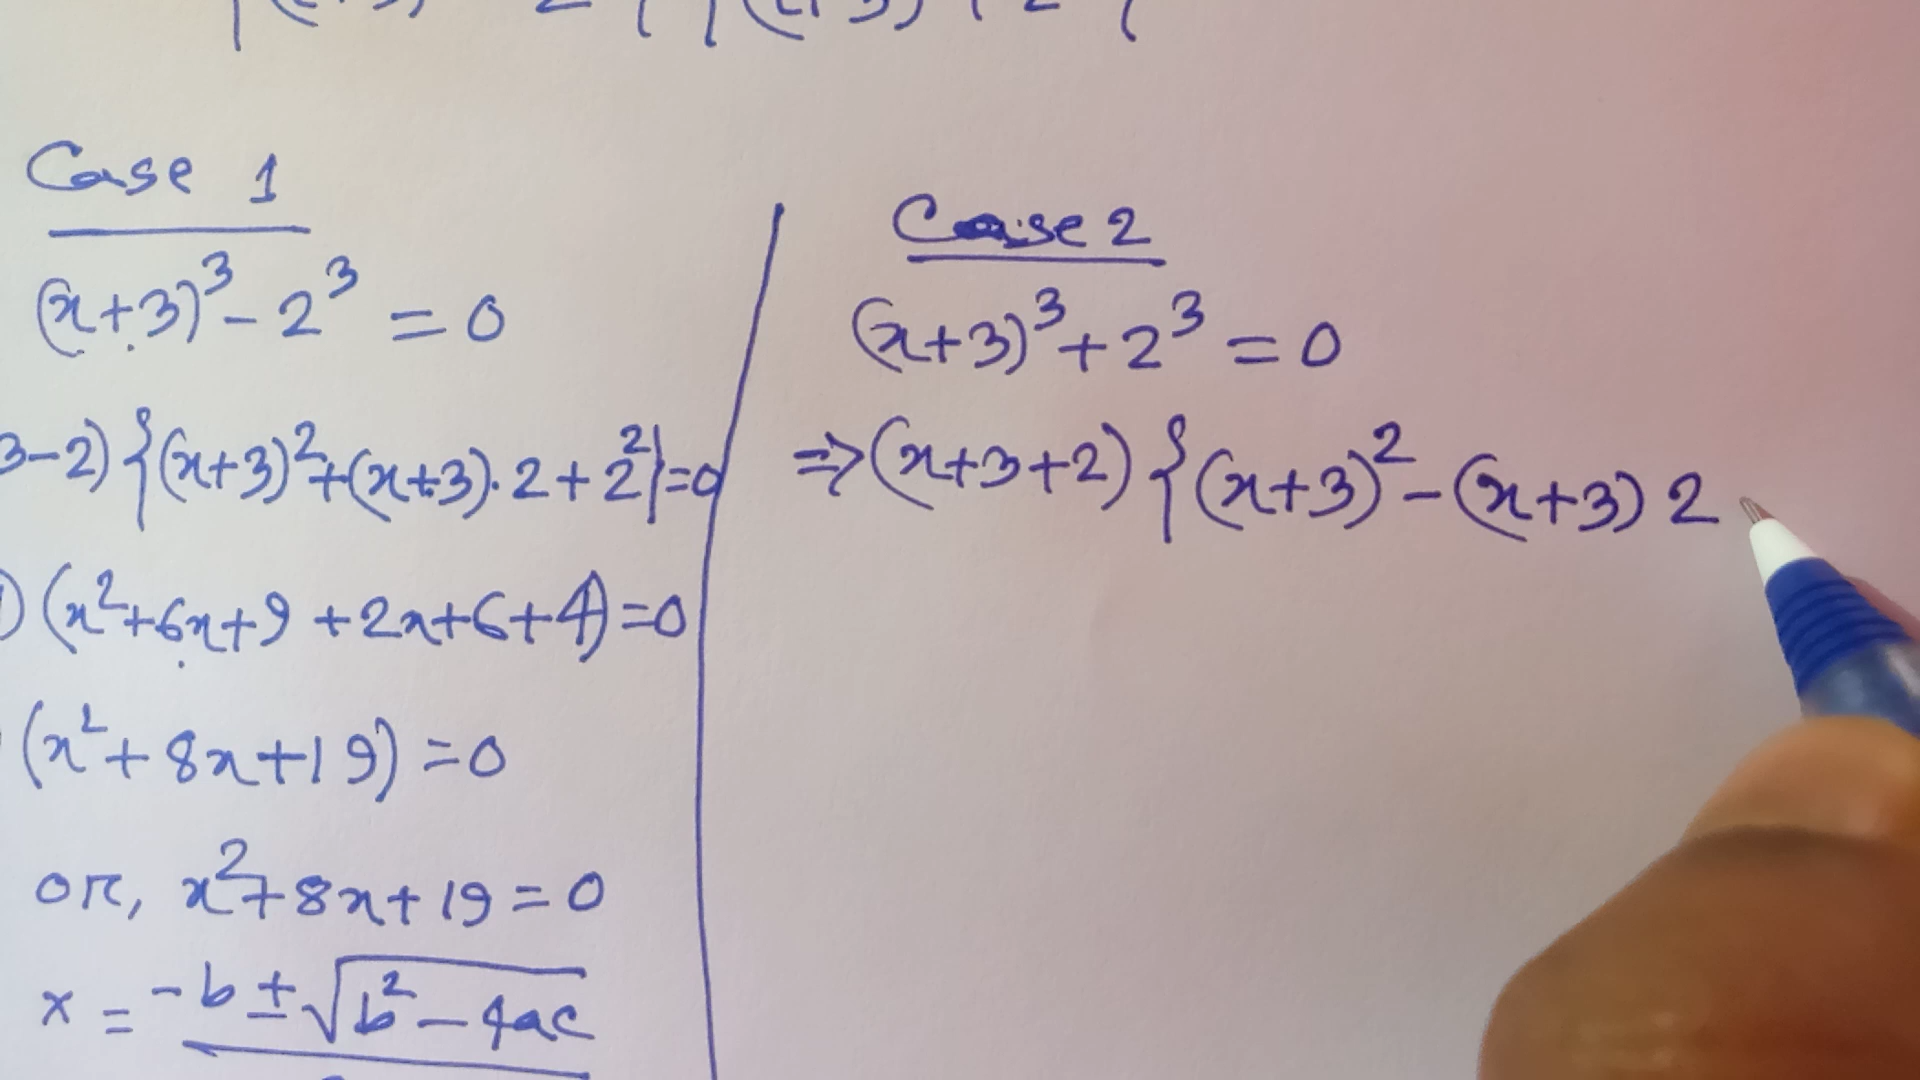 Case 1
(x+3)³ - 2³ = 0
3-2) {(x+3)²+(x+3)·2+2²}=0
) (x²+6x+9+2x+6+4)=0
(x²+8x+19)=0
or, x²+8x+19=0
x = -b±√b²-4ac
Case 2
(x+3)³+2³=0
⇒(x+3+2) {(x+3)²-(x+3) 2